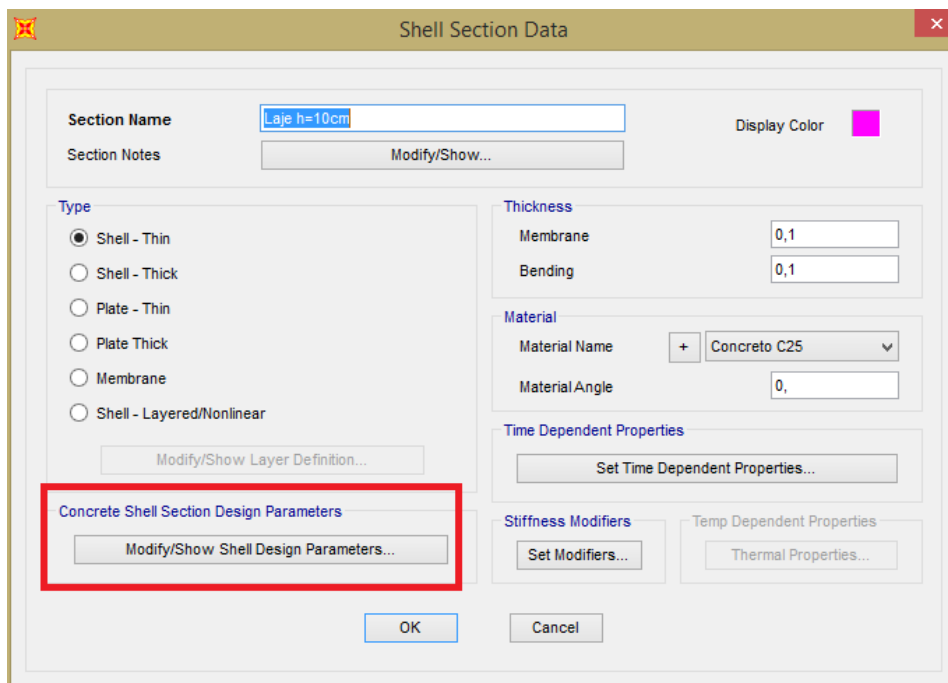 Shell Section Data
Section Name
Laje h=10cm
Display Color
Section Notes
Modify/Show...
Type
Shell - Thin
Shell - Thick
Plate - Thin
Plate Thick
Membrane
Shell - Layered/Nonlinear
Modify/Show Layer Definition...
Concrete Shell Section Design Parameters
Modify/Show Shell Design Parameters...
Thickness
Membrane 0,1
Bending 0,1
Material
Material Name + Concreto C25
Material Angle 0,
Time Dependent Properties
Set Time Dependent Properties...
Stiffness Modifiers
Set Modifiers...
Temp Dependent Properties
Thermal Properties...
OK Cancel